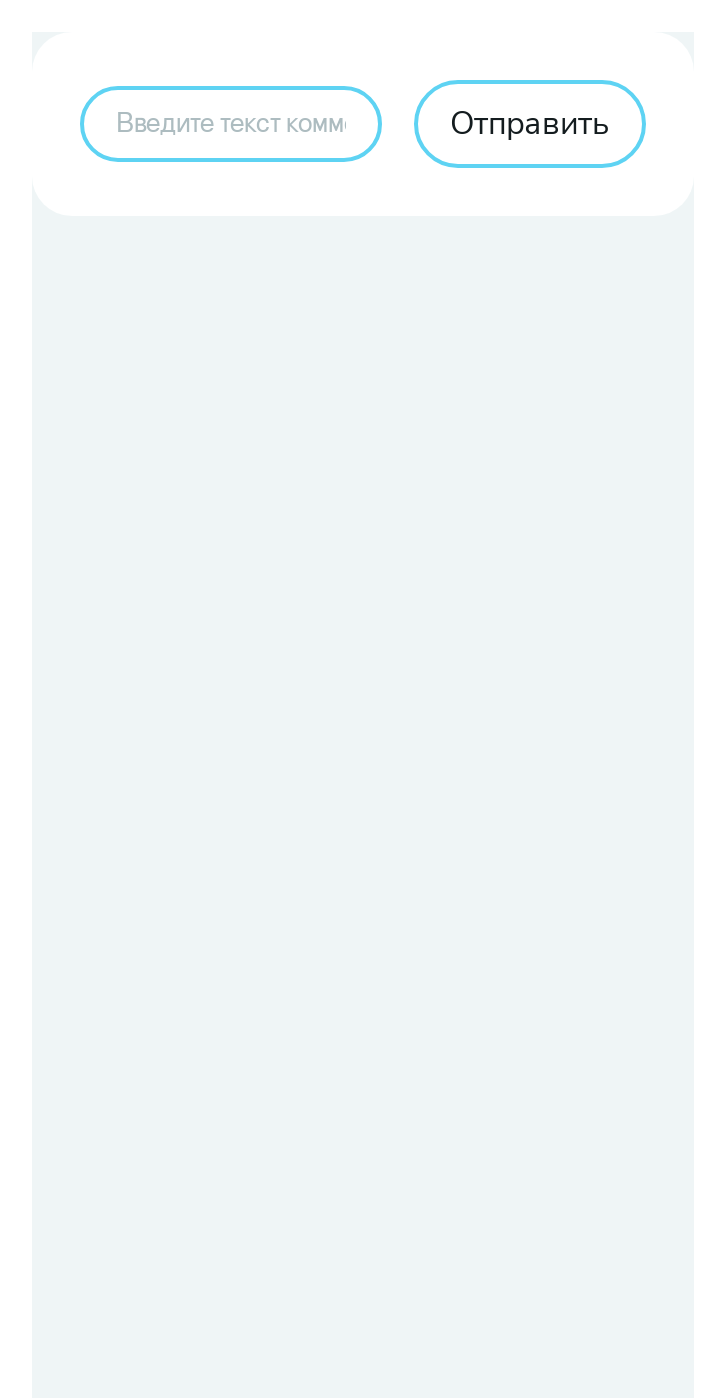 Введите текст комм
Отправить